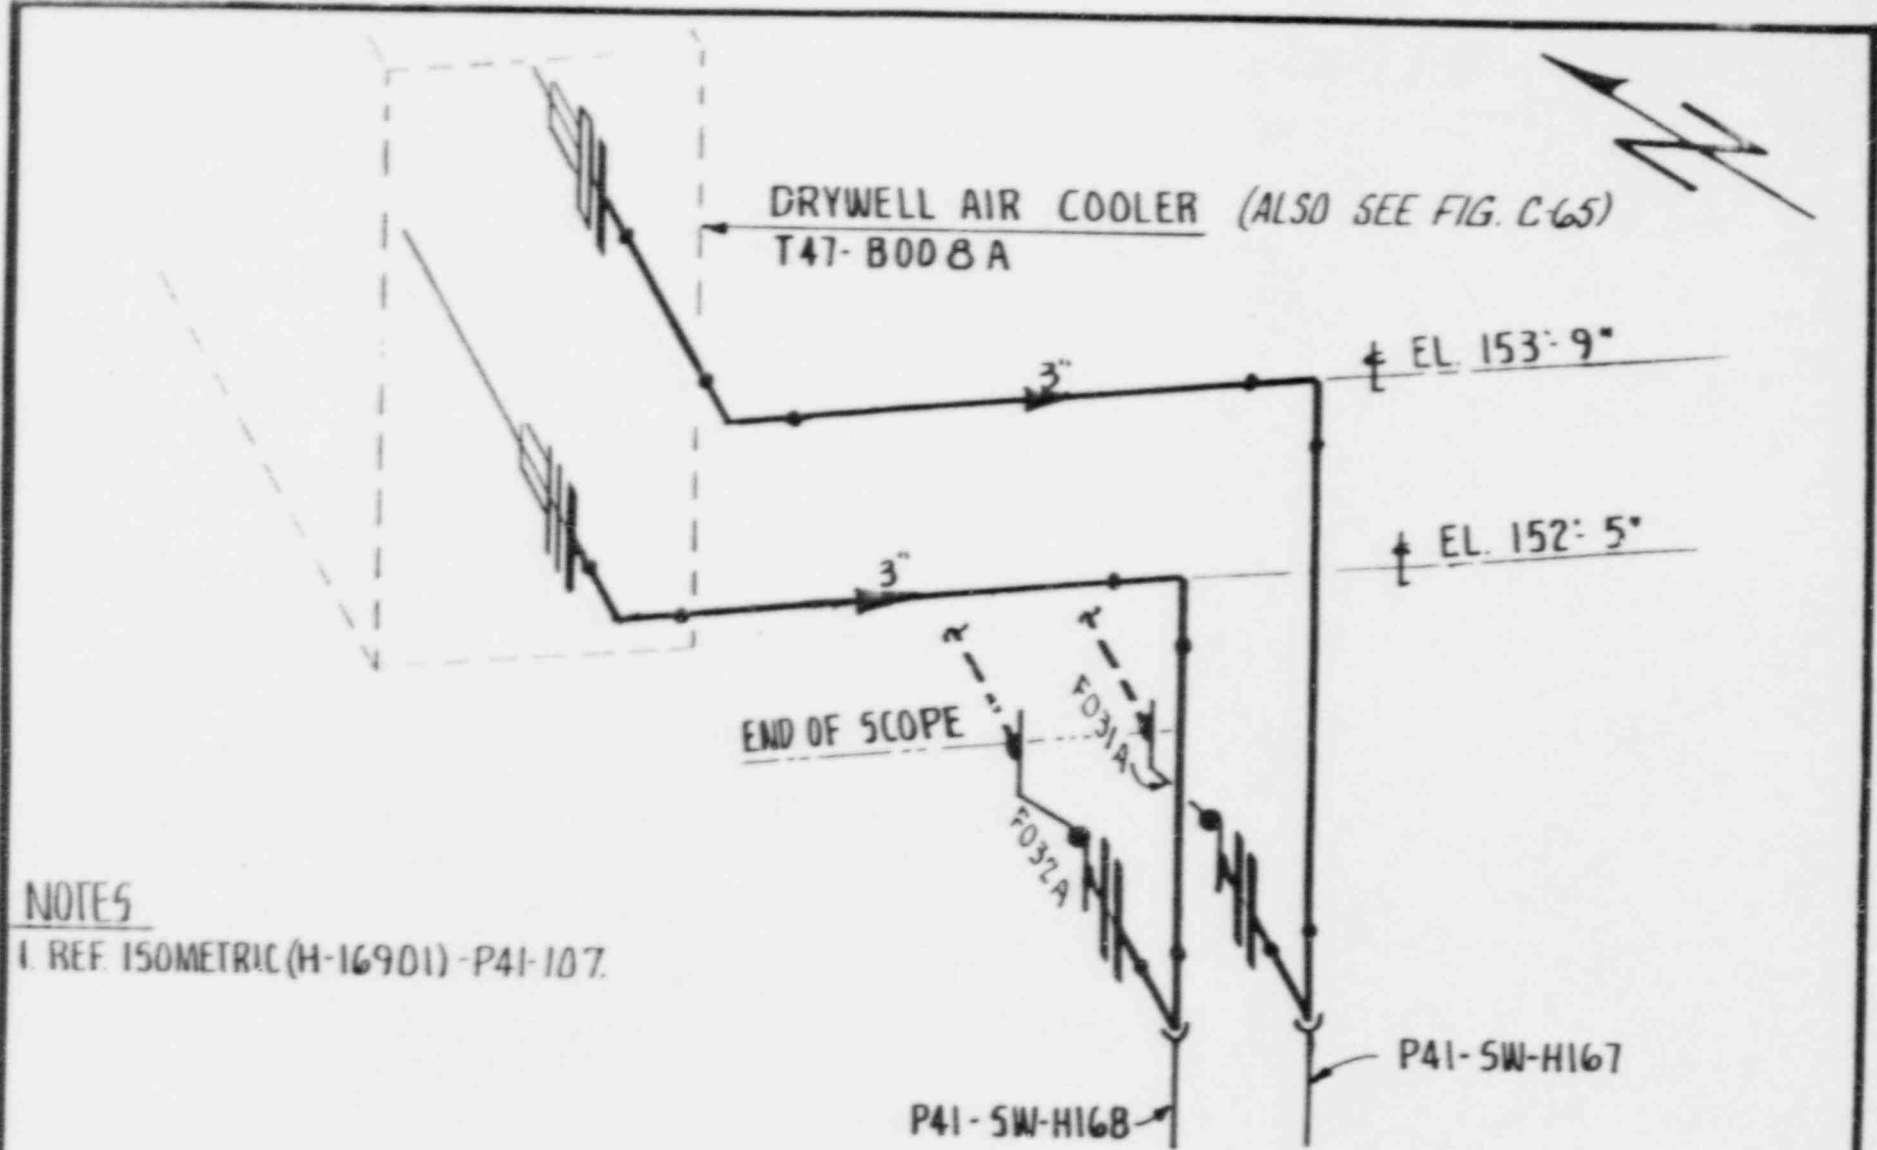 DRYWELL AIR COOLER (ALSO SEE FIG. C-65)
T47-B008A
3"
℄ EL. 153'-9"
3"
℄ EL. 152'-5"
END OF SCOPE
F031A
F032A
NOTES
1. REF. ISOMETRIC (H-16901)-P41-107.
P41-SW-H167
P41-SW-H168